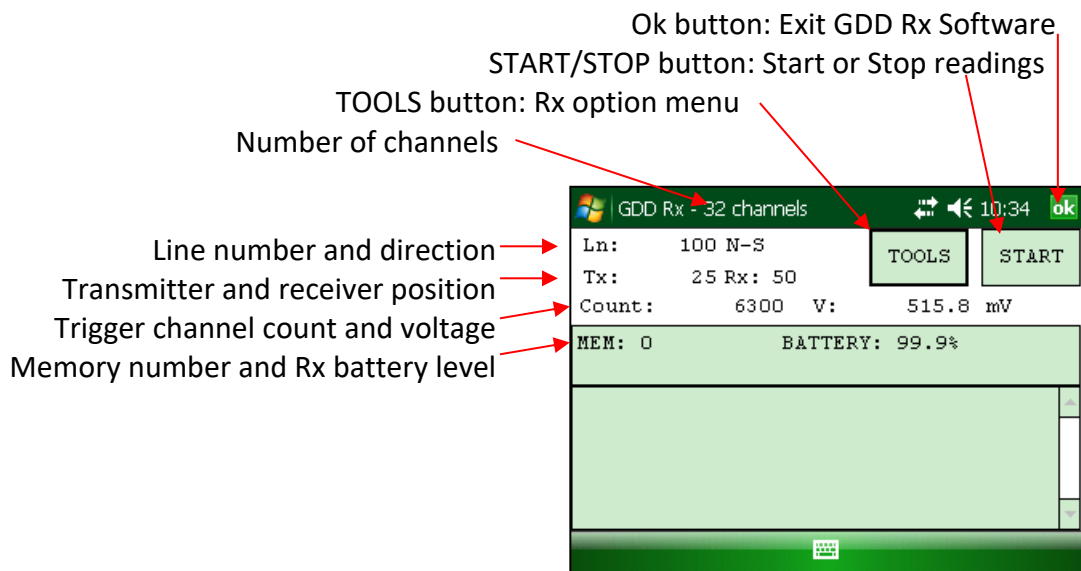 Ok button: Exit GDD Rx Software
START/STOP button: Start or Stop readings
TOOLS button: Rx option menu
Number of channels
GDD Rx - 32 channels 10:34 ok
Line number and direction
Ln: 100 N-S TOOLS START
Transmitter and receiver position
Tx: 25 Rx: 50
Trigger channel count and voltage
Count: 6300 V: 515.8 mV
Memory number and Rx battery level
MEM: 0 BATTERY: 99.9%